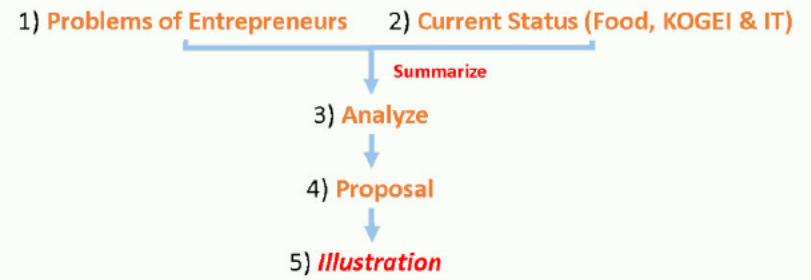 1) Problems of Entrepreneurs 2) Current Status (Food, KOGEI & IT)
Summarize
3) Analyze
4) Proposal
5) Illustration